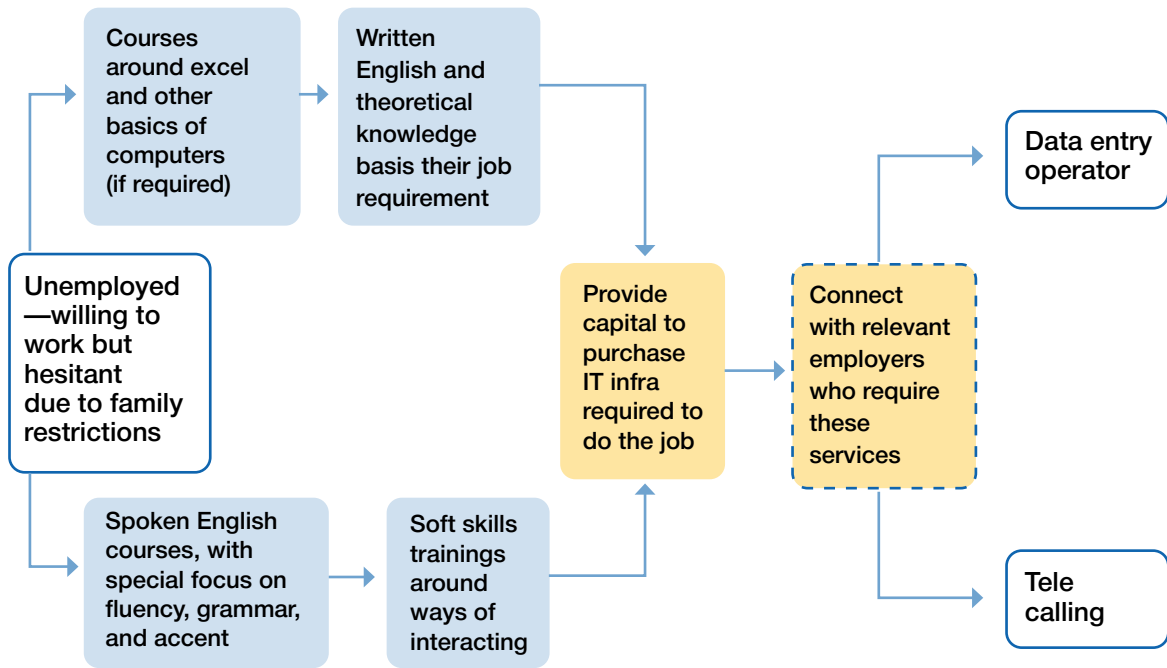 Courses
around excel
and other
basics of
computers
(if required)
Written
English and
theoretical
knowledge
basis their job
requirement
Data entry
operator
Unemployed
—willing to
work but
hesitant
due to family
restrictions
Provide
capital to
purchase
IT infra
required to
do the job
Connect
with relevant
employers
who require
these
services
Spoken English
courses, with
special focus on
fluency, grammar,
and accent
Soft skills
trainings
around
ways of
interacting
Tele
calling